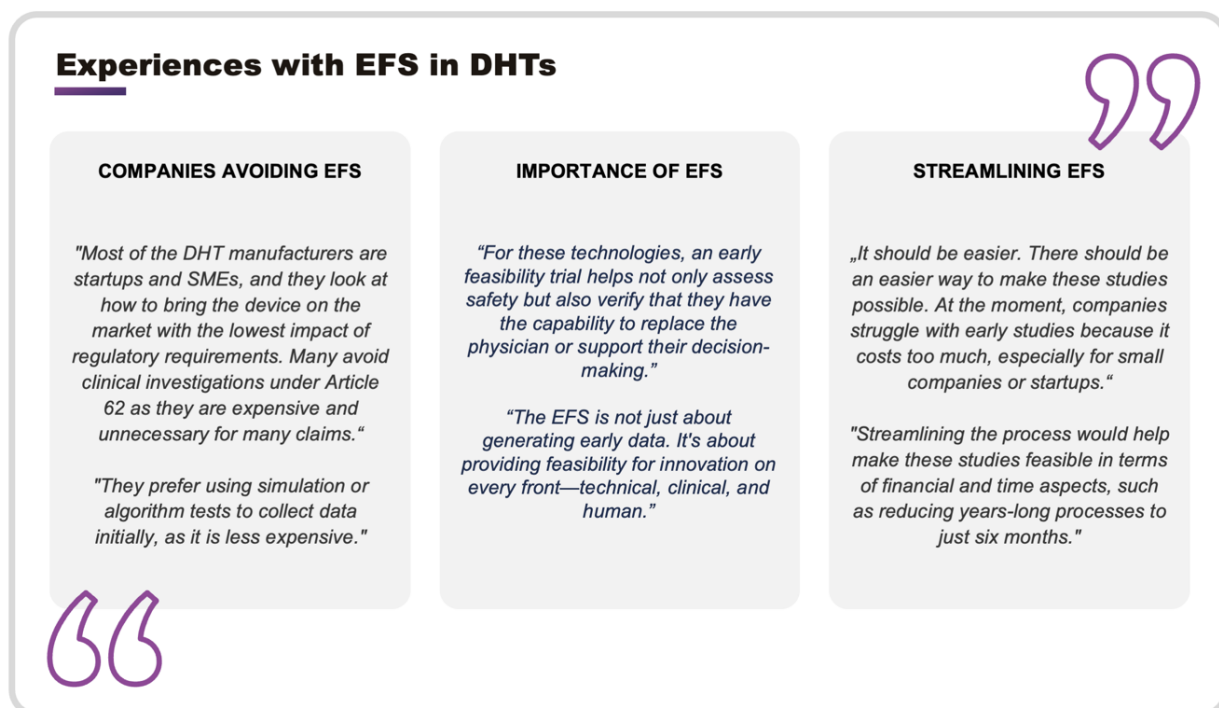 Experiences with EFS in DHTs
COMPANIES AVOIDING EFS
"Most of the DHT manufacturers are
startups and SMEs, and they look at
how to bring the device on the
market with the lowest impact of
regulatory requirements. Many avoid
clinical investigations under Article
62 as they are expensive and
unnecessary for many claims.“
"They prefer using simulation or
algorithm tests to collect data
initially, as it is less expensive."
IMPORTANCE OF EFS
“For these technologies, an early
feasibility trial helps not only assess
safety but also verify that they have
the capability to replace the
physician or support their decision-
making.”
“The EFS is not just about
generating early data. It's about
providing feasibility for innovation on
every front—technical, clinical, and
human.”
STREAMLINING EFS
„It should be easier. There should be
an easier way to make these studies
possible. At the moment, companies
struggle with early studies because it
costs too much, especially for small
companies or startups.“
"Streamlining the process would help
make these studies feasible in terms
of financial and time aspects, such
as reducing years-long processes to
just six months."